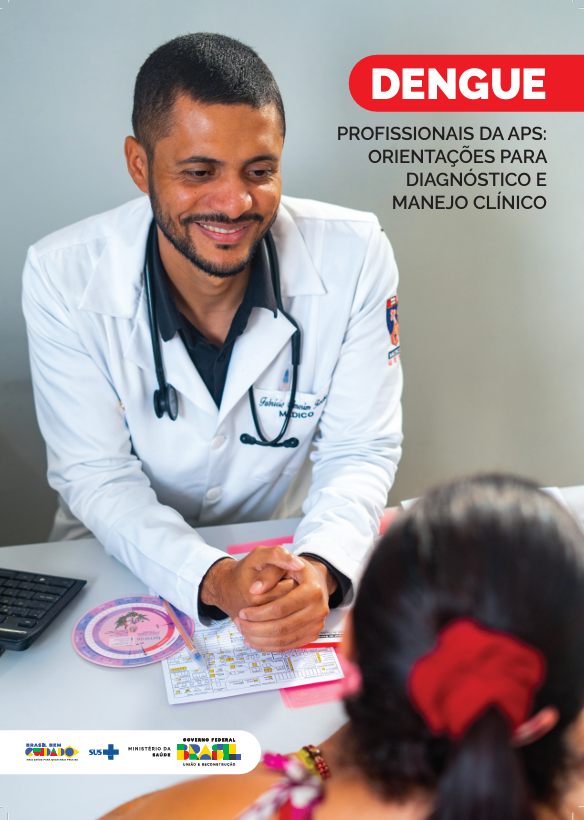 DENGUE
PROFISSIONAIS DA APS:
ORIENTAÇÕES PARA
DIAGNÓSTICO E
MANEJO CLÍNICO
MÉDICO
BRASIL BEM
CUIDADO
SUS
MINISTÉRIO DA
SAÚDE
GOVERNO FEDERAL
BRASIL
UNIÃO E RECONSTRUÇÃO